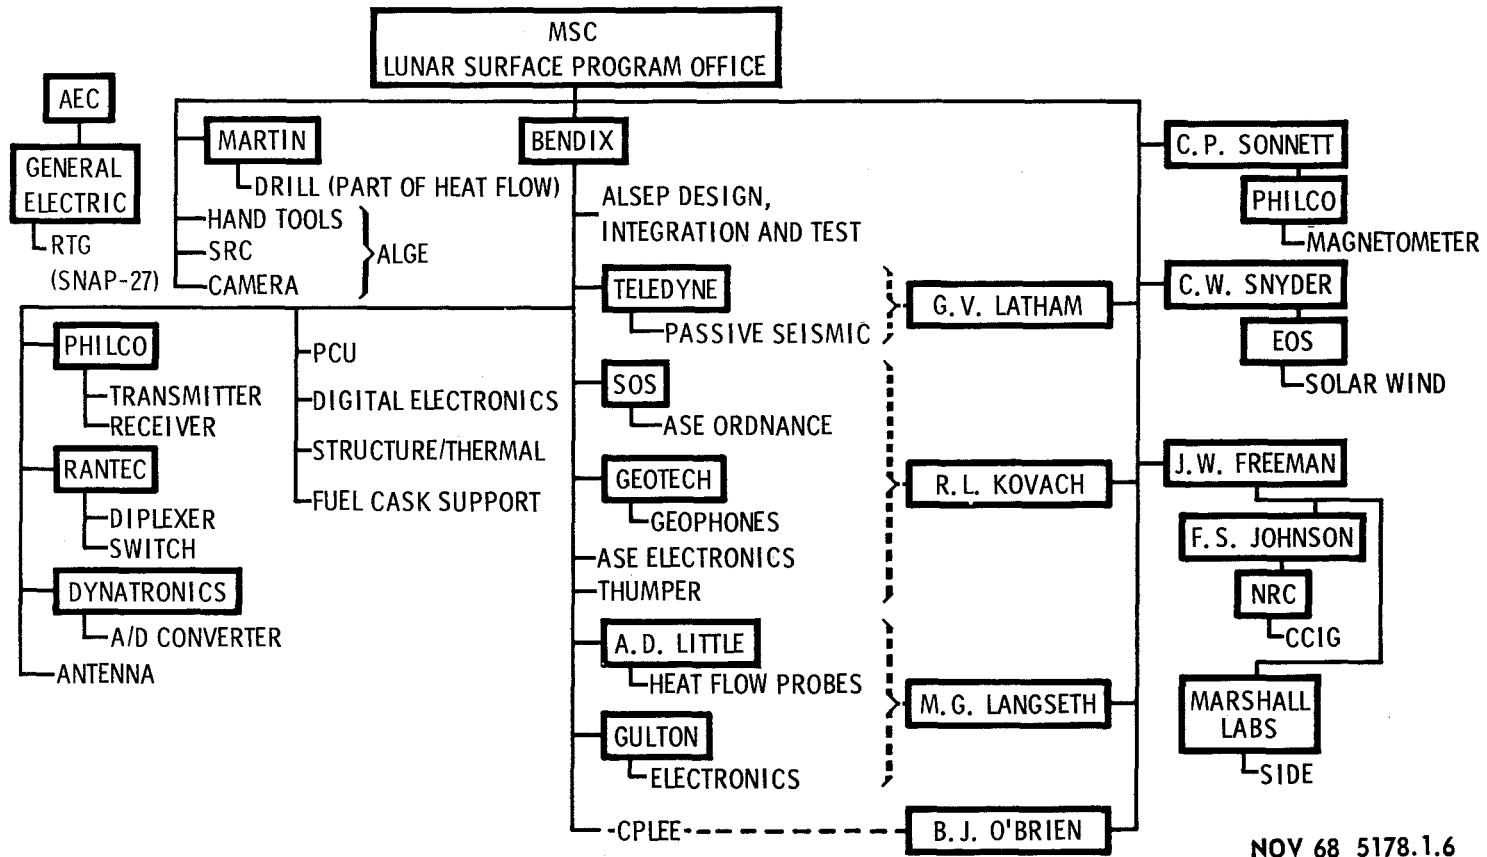 MSC
LUNAR SURFACE PROGRAM OFFICE
AEC
GENERAL
ELECTRIC
RTG
(SNAP-27)
MARTIN
DRILL (PART OF HEAT FLOW)
HAND TOOLS
SRC
CAMERA
ALGE
BENDIX
ALSEP DESIGN,
INTEGRATION AND TEST
PHILCO
TRANSMITTER
RECEIVER
RANTEC
DIPLEXER
SWITCH
DYNATRONICS
A/D CONVERTER
ANTENNA
PCU
DIGITAL ELECTRONICS
STRUCTURE/THERMAL
FUEL CASK SUPPORT
TELEDYNE
PASSIVE SEISMIC
SOS
ASE ORDNANCE
GEOTECH
GEOPHONES
ASE ELECTRONICS
THUMPER
A.D. LITTLE
HEAT FLOW PROBES
GULTON
ELECTRONICS
CPLEE
G.V. LATHAM
R.L. KOVACH
M.G. LANGSETH
B.J. O'BRIEN
C.P. SONNETT
PHILCO
MAGNETOMETER
C.W. SNYDER
EOS
SOLAR WIND
J.W. FREEMAN
F.S. JOHNSON
NRC
CCIG
MARSHALL
LABS
SIDE
NOV 68 5178.1.6